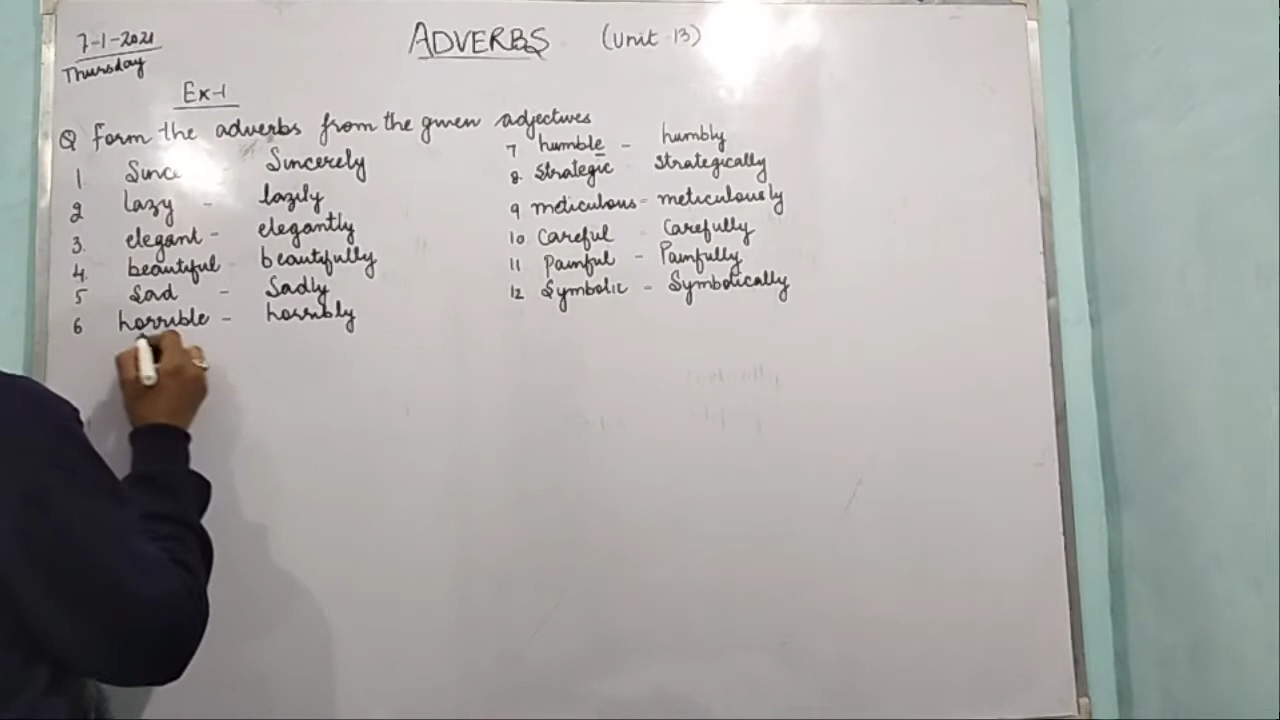 7-1-2021
Thursday
ADVERBS (Unit 13)
Ex-1
Q Form the adverbs from the given adjectives
1. Since - Sincerely
2 lazy - lazily
3. elegant - elegantly
4. beautiful - beautifully
5 Sad - Sadly
6 horrible - horribly
7 humble - humbly
8. Strategic strategically
9 meticulous - meticulously
10 Careful - Carefully
11 Painful - Painfully
12 Symbolic - Symbolically